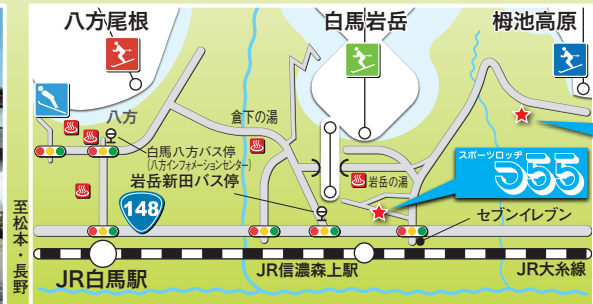 八方尾根
白馬岩岳
栂池高原
八方
倉下の湯
白馬八方バス停
(八方インフォメーションセンター)
岩岳新田バス停
岩岳の湯
スポーツロッヂ
148
セブンイレブン
至松本・長野
JR白馬駅
JR信濃森上駅
JR大糸線